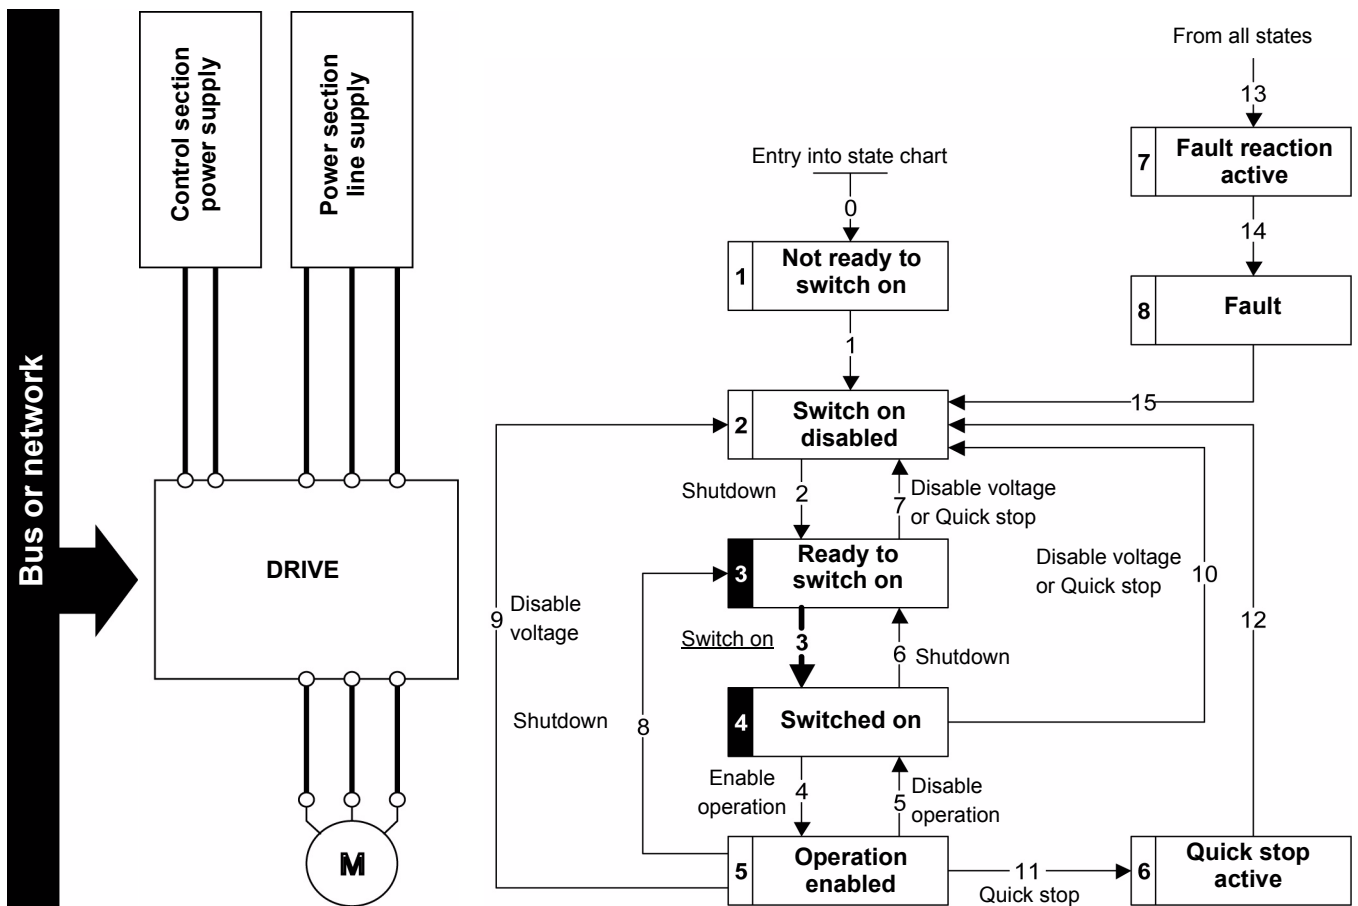 Bus or network
Control section
power supply
Power section
line supply
DRIVE
M
From all states
13
7
Fault reaction
active
14
8
Fault
15
Entry into state chart
0
1
Not ready to
switch on
1
2
Switch on
disabled
Shutdown
2
7
Disable voltage
or Quick stop
3
Ready to
switch on
Disable voltage
or Quick stop
10
9
Disable
voltage
12
Switch on
3
6
Shutdown
Shutdown
8
4
Switched on
Enable
operation
4
5
Disable
operation
5
Operation
enabled
11
Quick stop
6
Quick stop
active